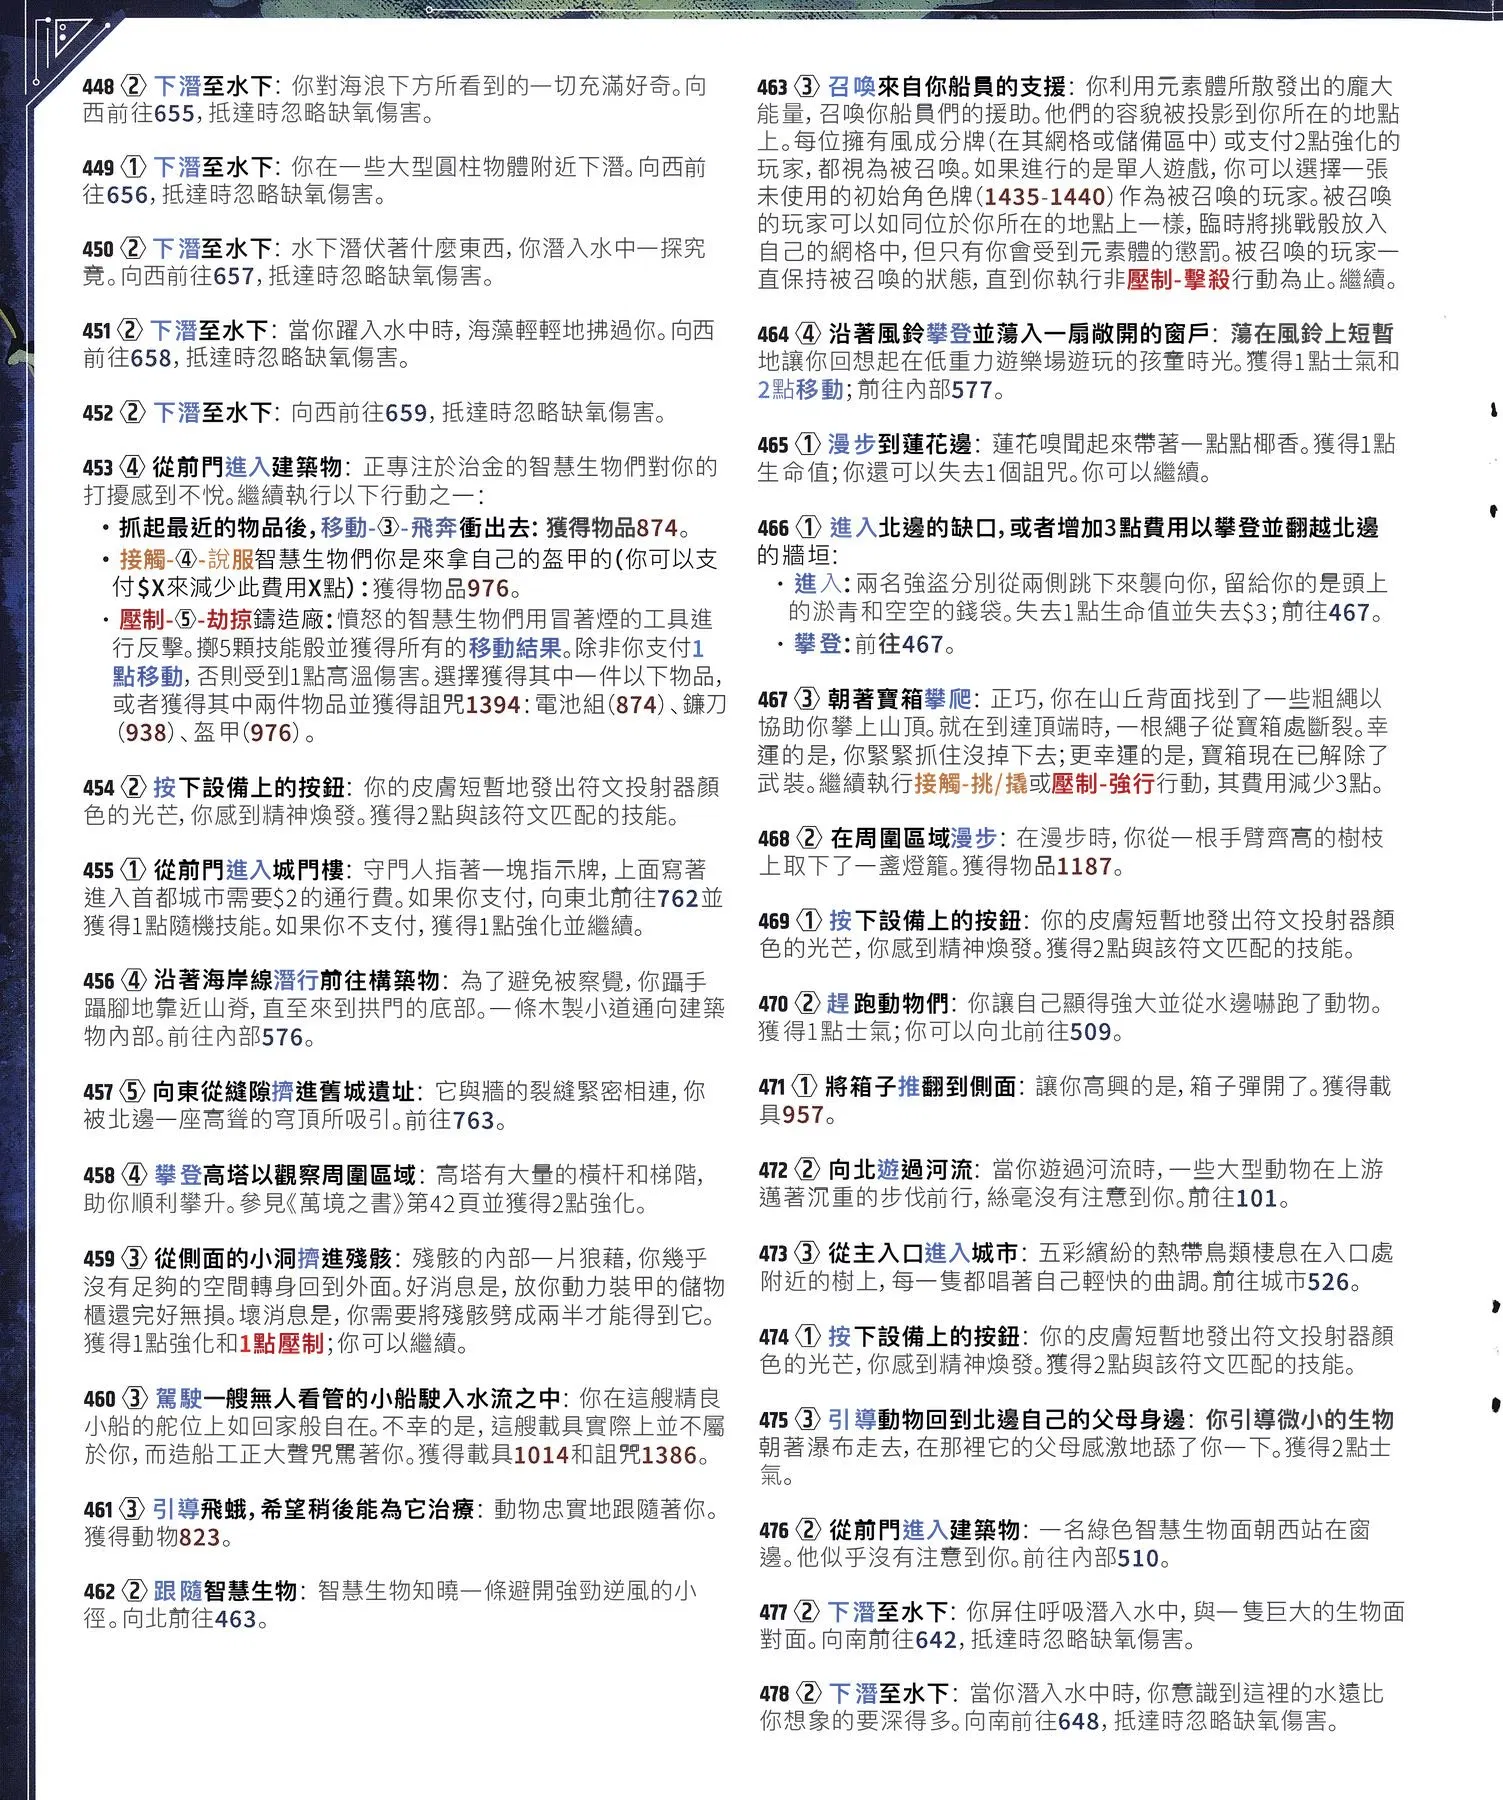 448 ② 下潛至水下：你對海浪下方所看到的一切充滿好奇。向
西前往655，抵達時忽略缺氧傷害。
449 ① 下潛至水下：你在一些大型圓柱物體附近下潛。向西前
往656，抵達時忽略缺氧傷害。
450 ② 下潛至水下：水下潛伏著什麼東西，你潛入水中一探究
竟。向西前往657，抵達時忽略缺氧傷害。
451 ② 下潛至水下：當你躍入水中時，海藻輕輕地拂過你。向西
前往658，抵達時忽略缺氧傷害。
452 ② 下潛至水下：向西前往659，抵達時忽略缺氧傷害。
453 ④ 從前門進入建築物：正專注於治金的智慧生物們對你的
打擾感到不悅。繼續執行以下行動之一：
・抓起最近的物品後，移動-③-飛奔衝出去：獲得物品874。
・接觸-④-說服智慧生物們你是來拿自己的盔甲的（你可以支
付$X來減少此費用X點）：獲得物品976。
・壓制-⑤-劫掠鑄造廠：憤怒的智慧生物們用冒著煙的工具進
行反擊。擲5顆技能骰並獲得所有的移動結果。除非你支付1
點移動，否則受到1點高溫傷害。選擇獲得其中一件以下物品，
或者獲得其中兩件物品並獲得詛咒1394：電池組（874）、鐮刀
（938）、盔甲（976）。
454 ② 按下設備上的按鈕：你的皮膚短暫地發出符文投射器顏
色的光芒，你感到精神煥發。獲得2點與該符文匹配的技能。
455 ① 從前門進入城門樓：守門人指著一塊指示牌，上面寫著
進入首都城市需要$2的通行費。如果你支付，向東北前往762並
獲得1點隨機技能。如果你不支付，獲得1點強化並繼續。
456 ④ 沿著海岸線潛行前往構築物：為了避免被察覺，你躡手
躡腳地靠近山脊，直至來到拱門的底部。一條木製小道通向建築
物內部。前往內部576。
457 ⑤ 向東從縫隙擠進舊城遺址：它與牆的裂縫緊密相連，你
被北邊一座高聳的穹頂所吸引。前往763。
458 ④ 攀登高塔以觀察周圍區域：高塔有大量的橫杆和梯階，
助你順利攀升。參見《萬境之書》第42頁並獲得2點強化。
459 ③ 從側面的小洞擠進殘骸：殘骸的內部一片狼藉，你幾乎
沒有足夠的空間轉身回到外面。好消息是，放你動力裝甲的儲物
櫃還完好無損。壞消息是，你需要將殘骸劈成兩半才能得到它。
獲得1點強化和1點壓制；你可以繼續。
460 ③ 駕駛一艘無人看管的小船駛入水流之中：你在這艘精良
小船的舵位上如回家般自在。不幸的是，這艘載具實際上並不屬
於你，而造船工正大聲咒罵著你。獲得載具1014和詛咒1386。
461 ③ 引導飛蛾，希望稍後能為它治療：動物忠實地跟隨著你。
獲得動物823。
462 ② 跟隨智慧生物：智慧生物知曉一條避開強勁逆風的小
徑。向北前往463。
463 ③ 召喚來自你船員的支援：你利用元素體所散發出的龐大
能量，召喚你船員們的援助。他們的容貌被投影到你所在的地點
上。每位擁有風成分牌（在其網格或儲備區中）或支付2點強化的
玩家，都視為被召喚。如果進行的是單人遊戲，你可以選擇一張
未使用的初始角色牌（1435-1440）作為被召喚的玩家。被召喚
的玩家可以如同位於你所在的地點上一樣，臨時將挑戰骰放入
自己的網格中，但只有你會受到元素體的懲罰。被召喚的玩家一
直保持被召喚的狀態，直到你執行非壓制-擊殺行動為止。繼續。
464 ④ 沿著風鈴攀登並蕩入一扇敞開的窗戶：蕩在風鈴上短暫
地讓你回想起在低重力遊樂場遊玩的孩童時光。獲得1點士氣和
2點移動；前往內部577。
465 ① 漫步到蓮花邊：蓮花嗅聞起來帶著一點點椰香。獲得1點
生命值；你還可以失去1個詛咒。你可以繼續。
466 ① 進入北邊的缺口，或者增加3點費用以攀登並翻越北邊
的牆垣：
・進入：兩名強盜分別從兩側跳下來襲向你，留給你的是頭上
的淤青和空空的錢袋。失去1點生命值並失去$3；前往467。
・攀登：前往467。
467 ③ 朝著寶箱攀爬：正巧，你在山丘背面找到了一些粗繩以
協助你攀上山頂。就在到達頂端時，一根繩子從寶箱處斷裂。幸
運的是，你緊緊抓住沒掉下去；更幸運的是，寶箱現在已解除了
武裝。繼續執行接觸-挑/撬或壓制-強行行動，其費用減少3點。
468 ② 在周圍區域漫步：在漫步時，你從一根手臂齊高的樹枝
上取下了一盞燈籠。獲得物品1187。
469 ① 按下設備上的按鈕：你的皮膚短暫地發出符文投射器顏
色的光芒，你感到精神煥發。獲得2點與該符文匹配的技能。
470 ② 趕跑動物們：你讓自己顯得強大並從水邊嚇跑了動物。
獲得1點士氣；你可以向北前往509。
471 ① 將箱子推翻到側面：讓你高興的是，箱子彈開了。獲得載
具957。
472 ② 向北遊過河流：當你遊過河流時，一些大型動物在上游
邁著沉重的步伐前行，絲毫沒有注意到你。前往101。
473 ③ 從主入口進入城市：五彩繽紛的熱帶鳥類棲息在入口處
附近的樹上，每一隻都唱著自己輕快的曲調。前往城市526。
474 ① 按下設備上的按鈕：你的皮膚短暫地發出符文投射器顏
色的光芒，你感到精神煥發。獲得2點與該符文匹配的技能。
475 ③ 引導動物回到北邊自己的父母身邊：你引導微小的生物
朝著瀑布走去，在那裡它的父母感激地舔了你一下。獲得2點士
氣。
476 ② 從前門進入建築物：一名綠色智慧生物面朝西站在窗
邊。他似乎沒有注意到你。前往內部510。
477 ② 下潛至水下：你屏住呼吸潛入水中，與一隻巨大的生物面
對面。向南前往642，抵達時忽略缺氧傷害。
478 ② 下潛至水下：當你潛入水中時，你意識到這裡的水遠比
你想象的要深得多。向南前往648，抵達時忽略缺氧傷害。